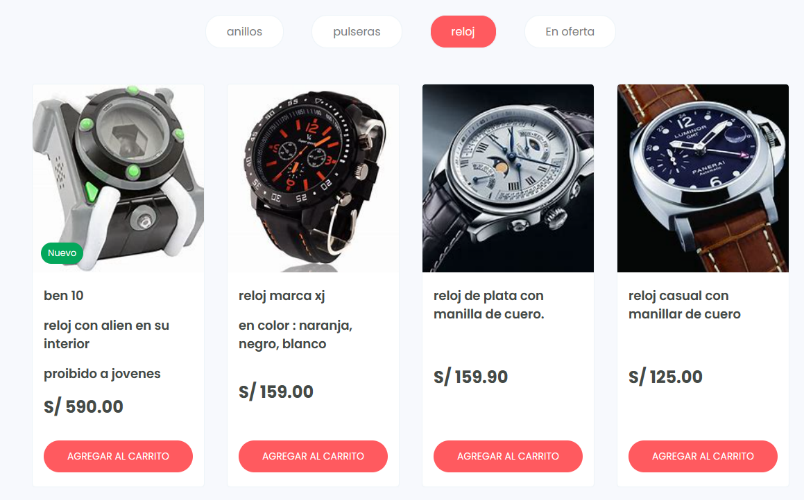 anillos
pulseras
reloj
En oferta
LUMINOR
GMT
PANERAI
Nuevo
ben 10
reloj con alien en su
interior
proibido a jovenes
S/ 590.00
AGREGAR AL CARRITO
reloj marca xj
en color : naranja,
negro, blanco
S/ 159.00
AGREGAR AL CARRITO
reloj de plata con
manilla de cuero.
S/ 159.90
AGREGAR AL CARRITO
reloj casual con
manillar de cuero
S/ 125.00
AGREGAR AL CARRITO